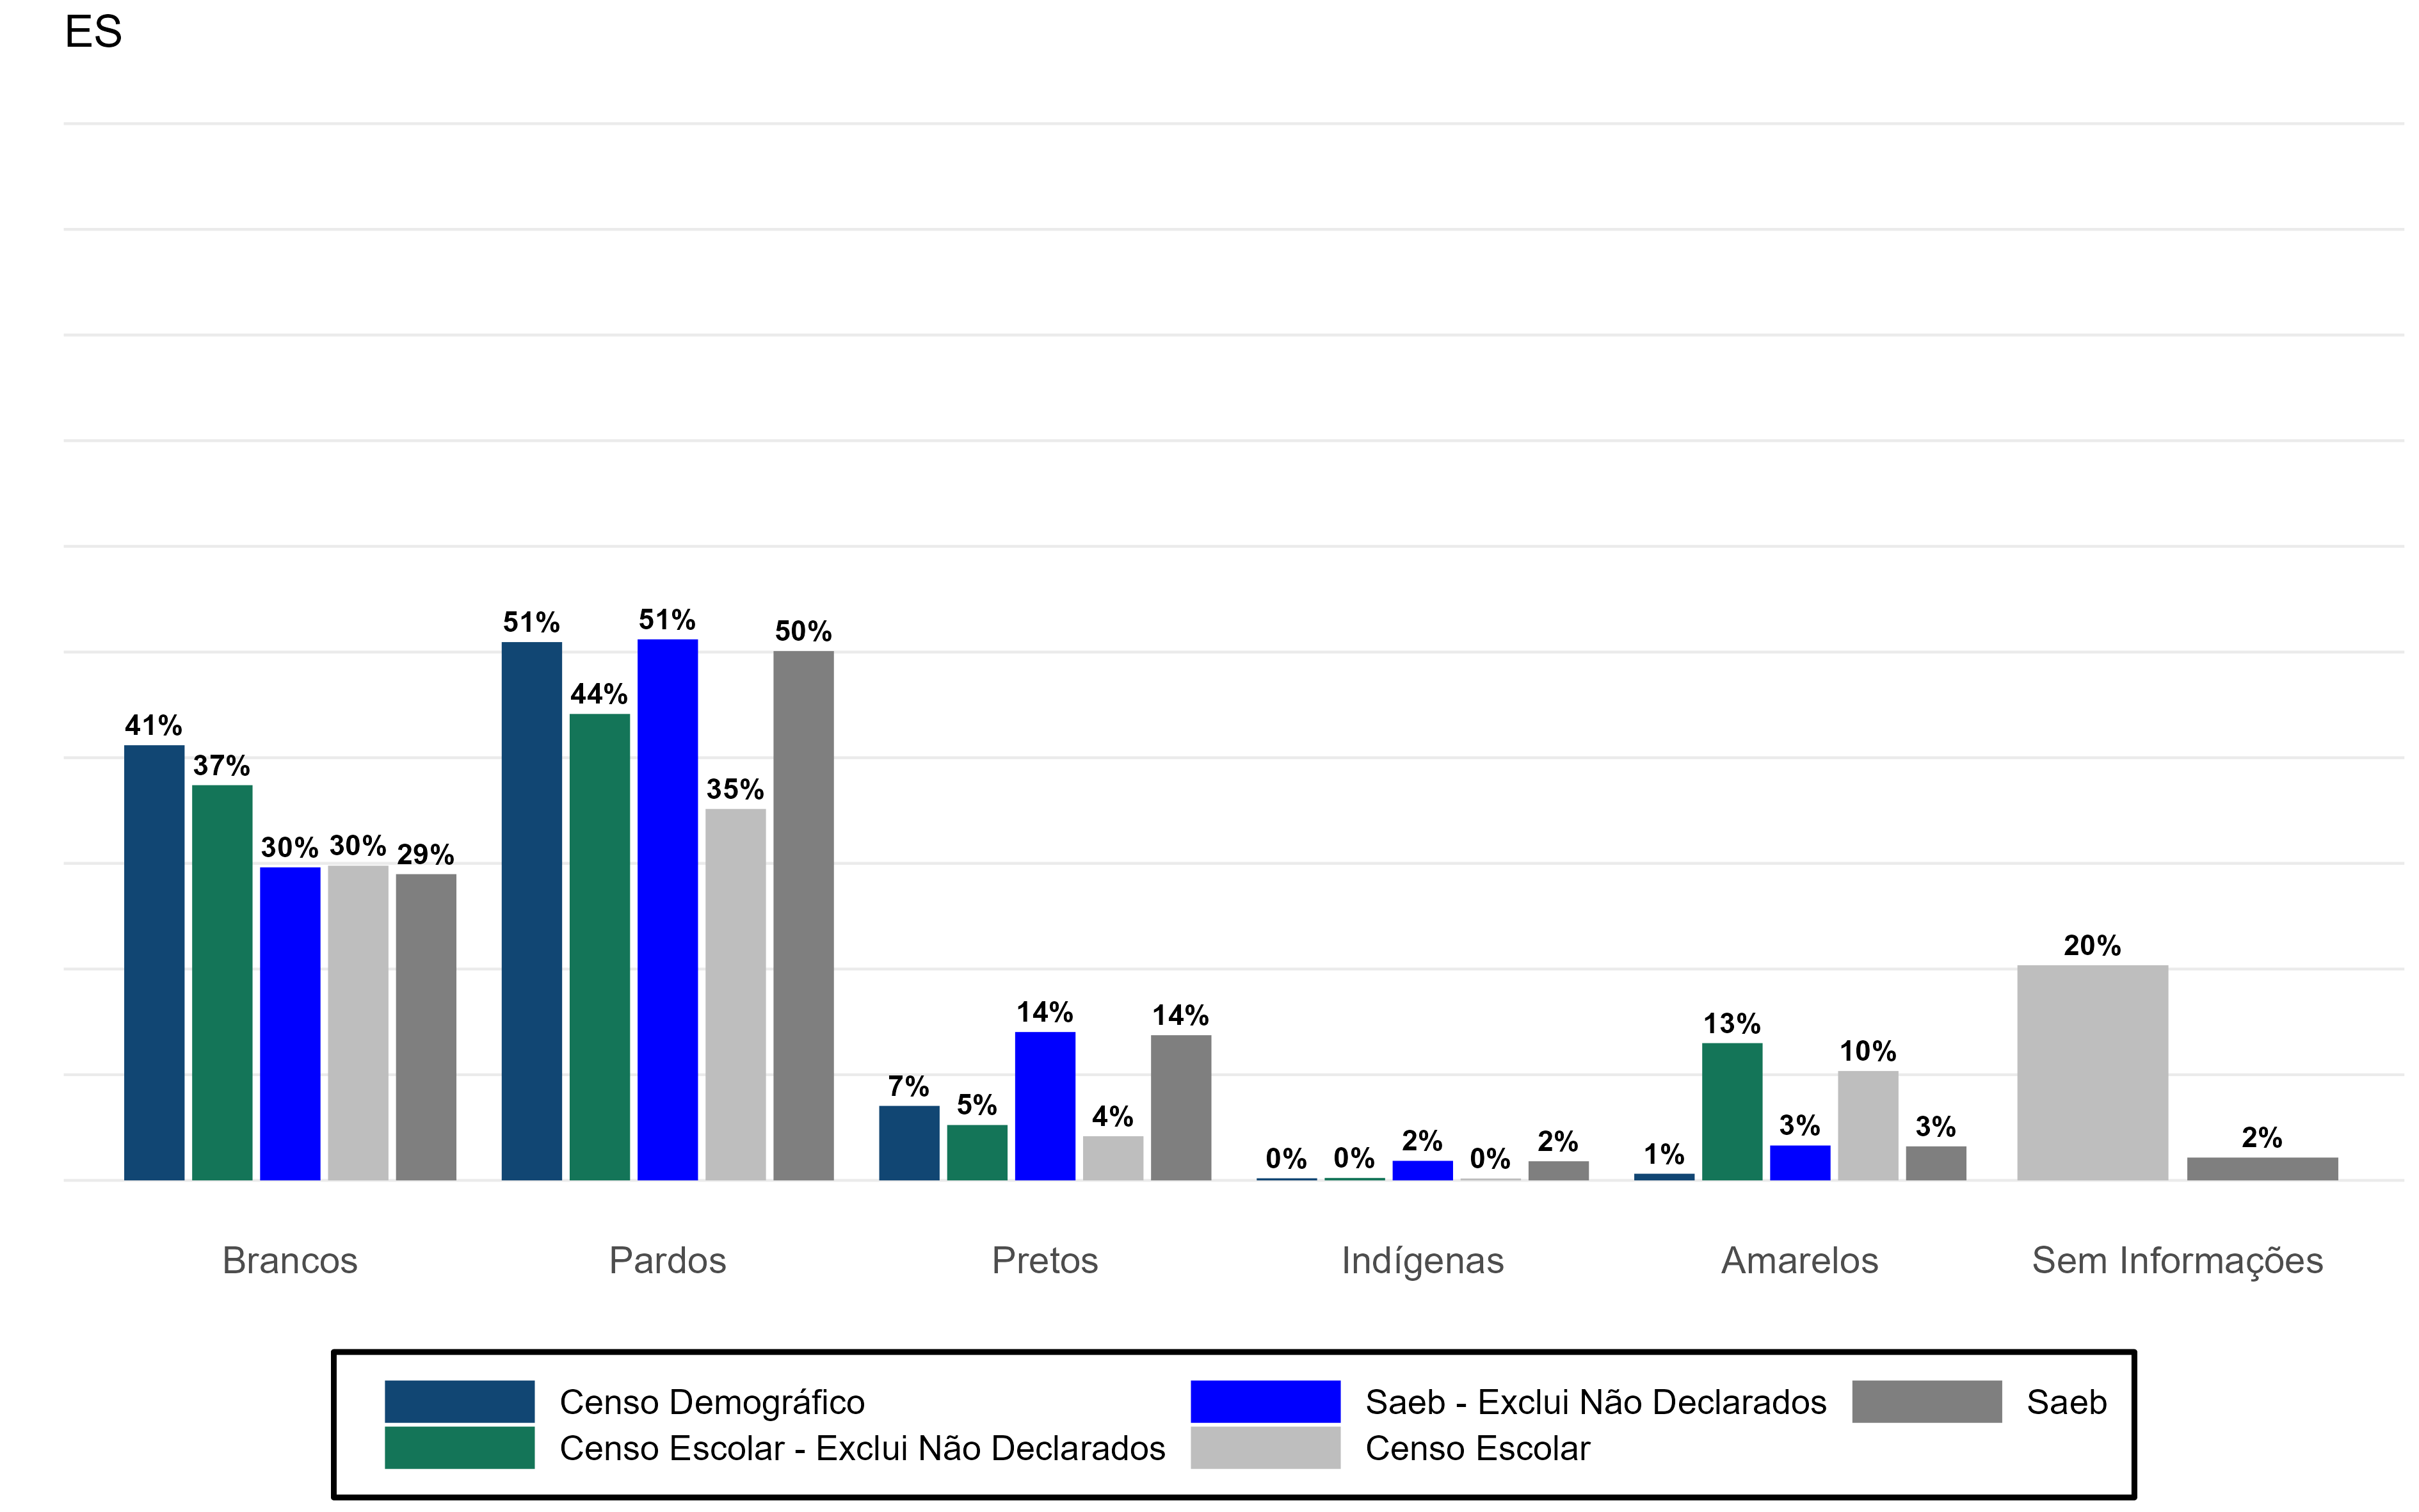 ES
41%
37%
30%
30%
29%
51%
44%
51%
35%
50%
7%
5%
14%
4%
14%
0%
0%
2%
0%
2%
1%
13%
3%
10%
3%
20%
2%
Brancos
Pardos
Pretos
Indígenas
Amarelos
Sem Informações
Censo Demográfico
Censo Escolar - Exclui Não Declarados
Saeb - Exclui Não Declarados
Censo Escolar
Saeb